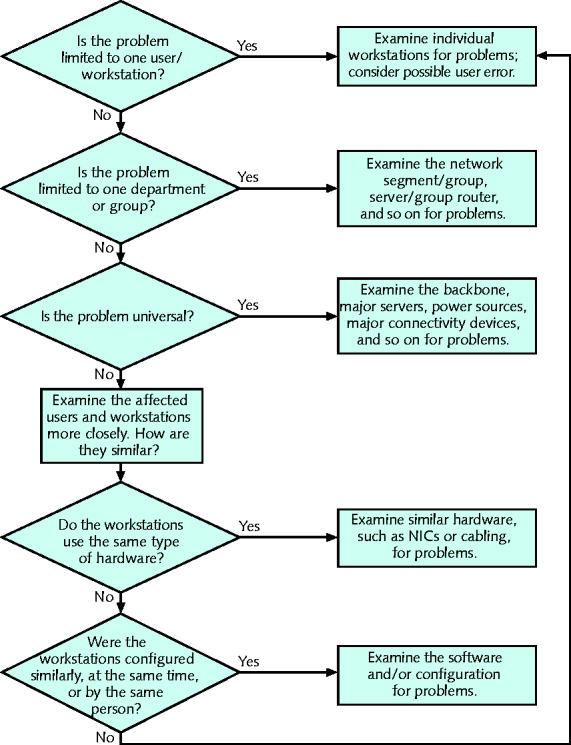 Is the problem
limited to one user/
workstation?
Yes
Examine individual
workstations for problems;
consider possible user error.
No
Is the problem
limited to one department
or group?
Yes
Examine the network
segment/group,
server/group router,
and so on for problems.
No
Is the problem universal?
Yes
Examine the backbone,
major servers, power sources,
major connectivity devices,
and so on for problems.
No
Examine the affected
users and workstations
more closely. How are
they similar?
Do the workstations
use the same type
of hardware?
Yes
Examine similar hardware,
such as NICs or cabling,
for problems.
No
Were the
workstations configured
similarly, at the same time,
or by the same
person?
Yes
Examine the software
and/or configuration
for problems.
No